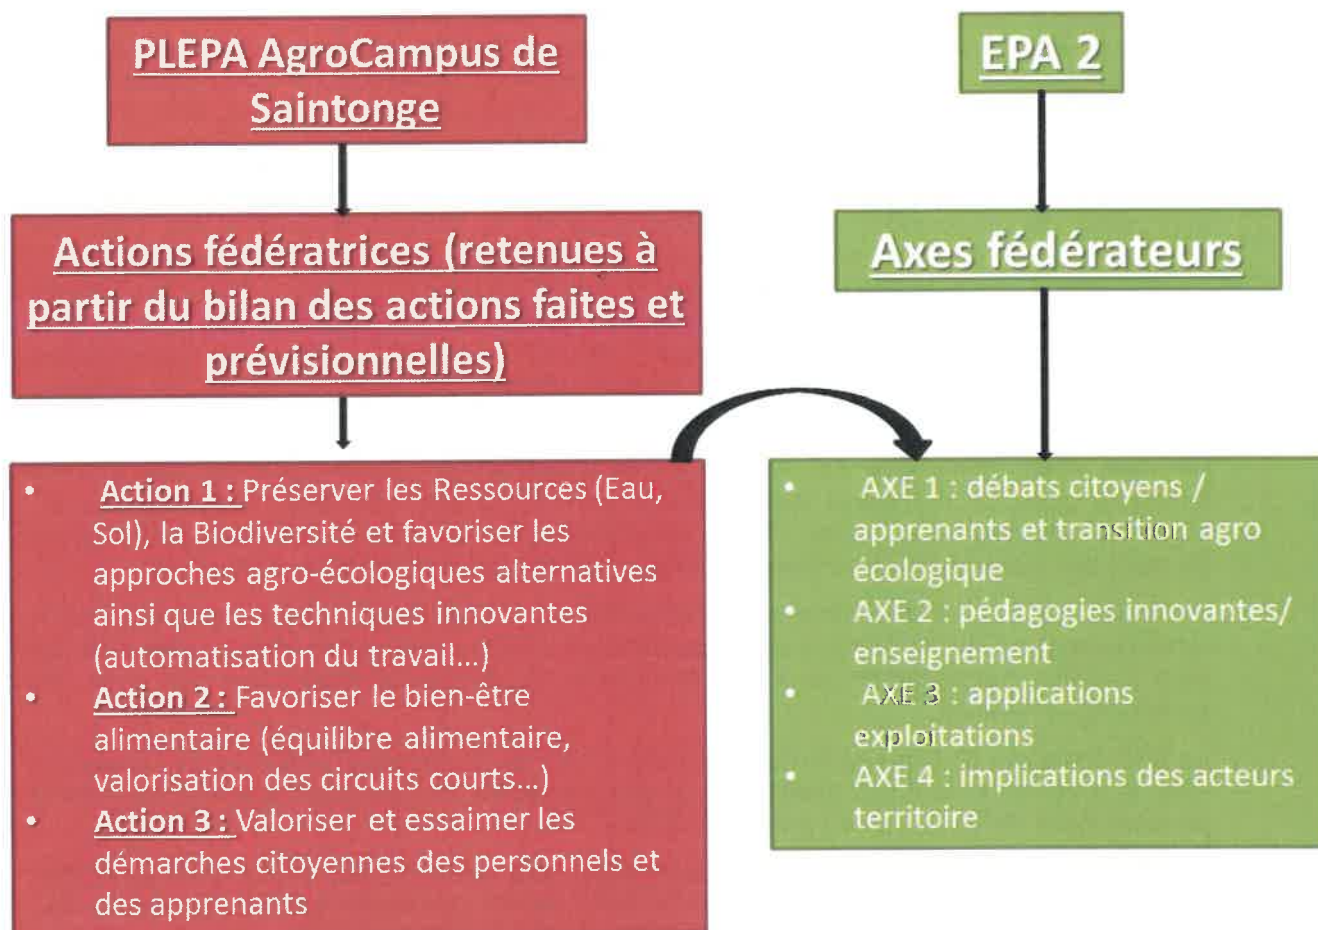 PLEPA AgroCampus de
Saintonge
Actions fédératrices (retenues à
partir du bilan des actions faites et
prévisionnelles)
• Action 1 : Préserver les Ressources (Eau,
Sol), la Biodiversité et favoriser les
approches agro-écologiques alternatives
ainsi que les techniques innovantes
(automatisation du travail...)
• Action 2 : Favoriser le bien-être
alimentaire (équilibre alimentaire,
valorisation des circuits courts...)
• Action 3 : Valoriser et essaimer les
démarches citoyennes des personnels et
des apprenants
EPA 2
Axes fédérateurs
• AXE 1 : débats citoyens /
apprenants et transition agro
écologique
• AXE 2 : pédagogies innovantes/
enseignement
• AXE 3 : applications
exploitations
• AXE 4 : implications des acteurs
territoire